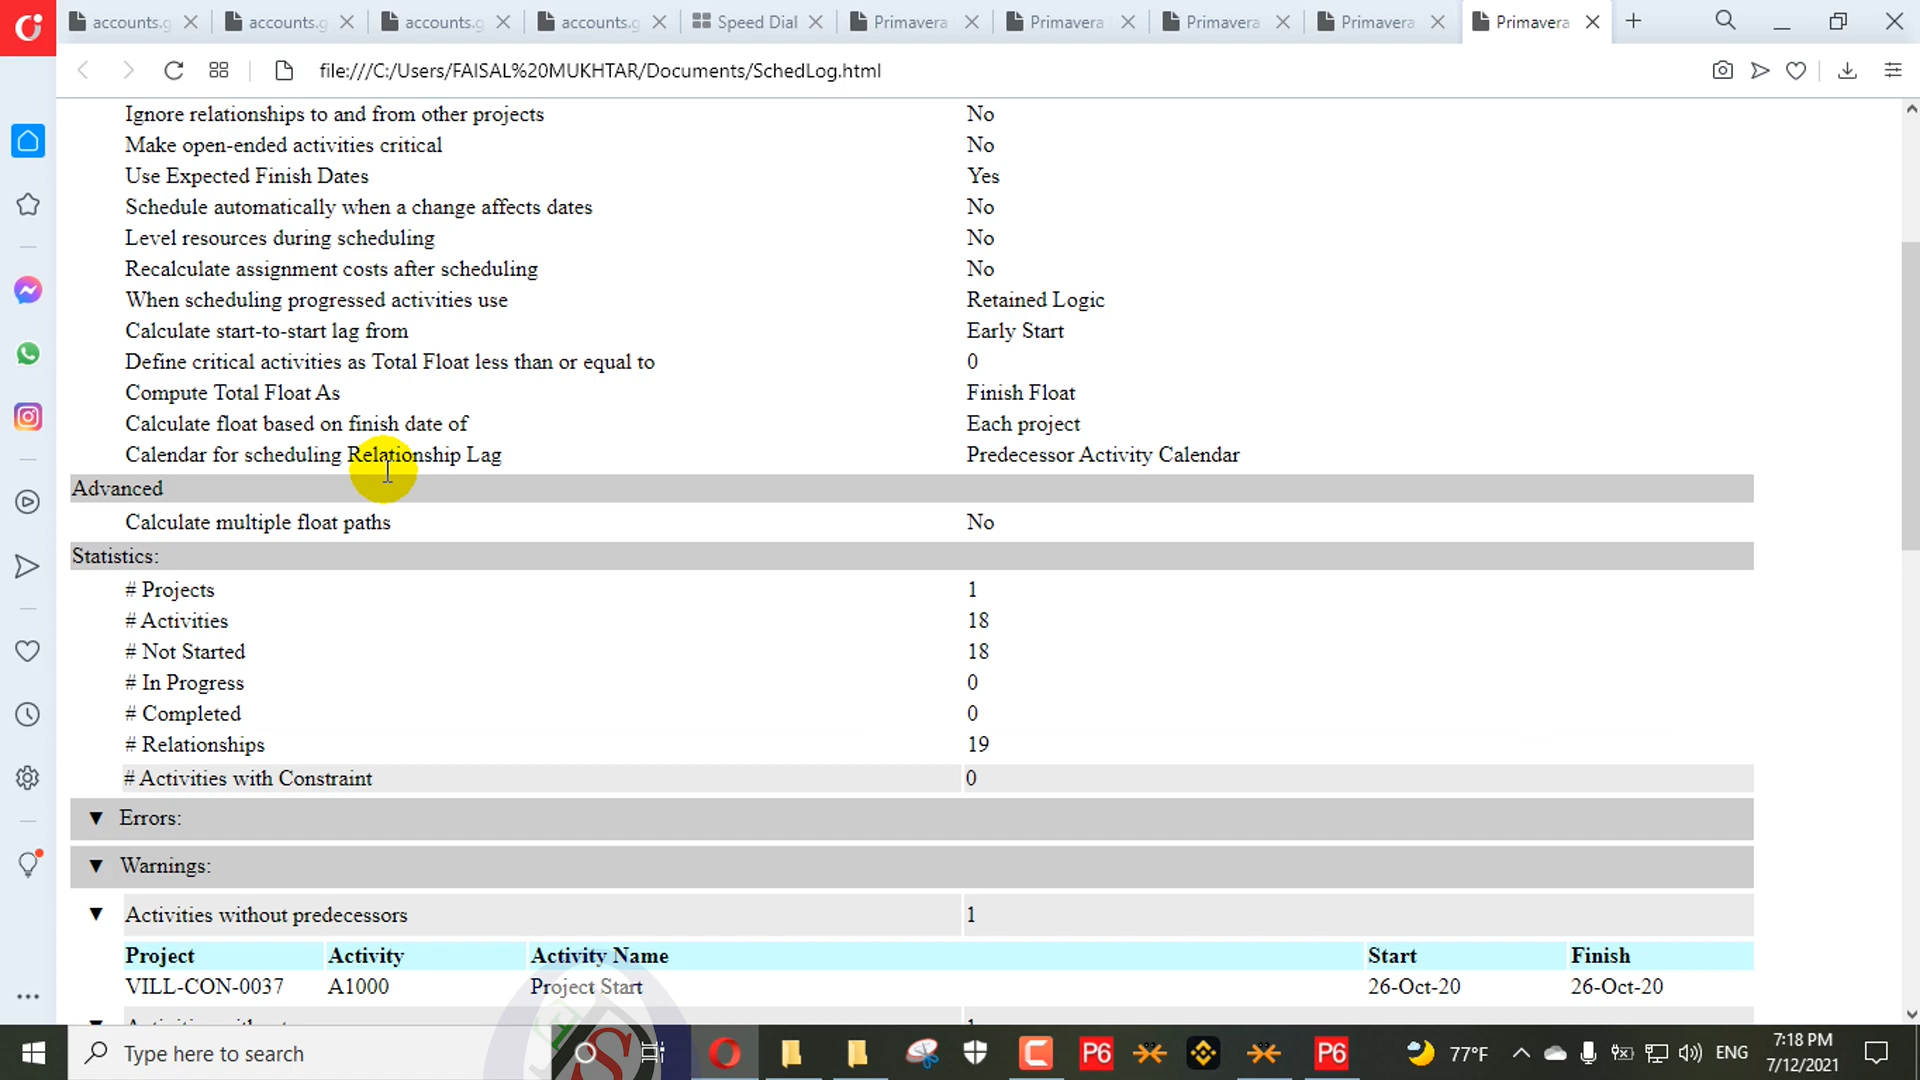 accounts.g
accounts.g
accounts.g
accounts.g
Speed Dial
Primavera
Primavera
Primavera
Primavera
Primavera
file:///C:/Users/FAISAL%20MUKHTAR/Documents/SchedLog.html
Ignore relationships to and from other projects No
Make open-ended activities critical No
Use Expected Finish Dates Yes
Schedule automatically when a change affects dates No
Level resources during scheduling No
Recalculate assignment costs after scheduling No
When scheduling progressed activities use Retained Logic
Calculate start-to-start lag from Early Start
Define critical activities as Total Float less than or equal to 0
Compute Total Float As Finish Float
Calculate float based on finish date of Each project
Calendar for scheduling Relationship Lag Predecessor Activity Calendar
Advanced
Calculate multiple float paths No
Statistics:
# Projects 1
# Activities 18
# Not Started 18
# In Progress 0
# Completed 0
# Relationships 19
# Activities with Constraint 0
Errors:
Warnings:
Activities without predecessors 1
Project Activity Activity Name Start Finish
VILL-CON-0037 A1000 Project Start 26-Oct-20 26-Oct-20
Type here to search
P6
P6
77°F
ENG
7:18 PM
7/12/2021